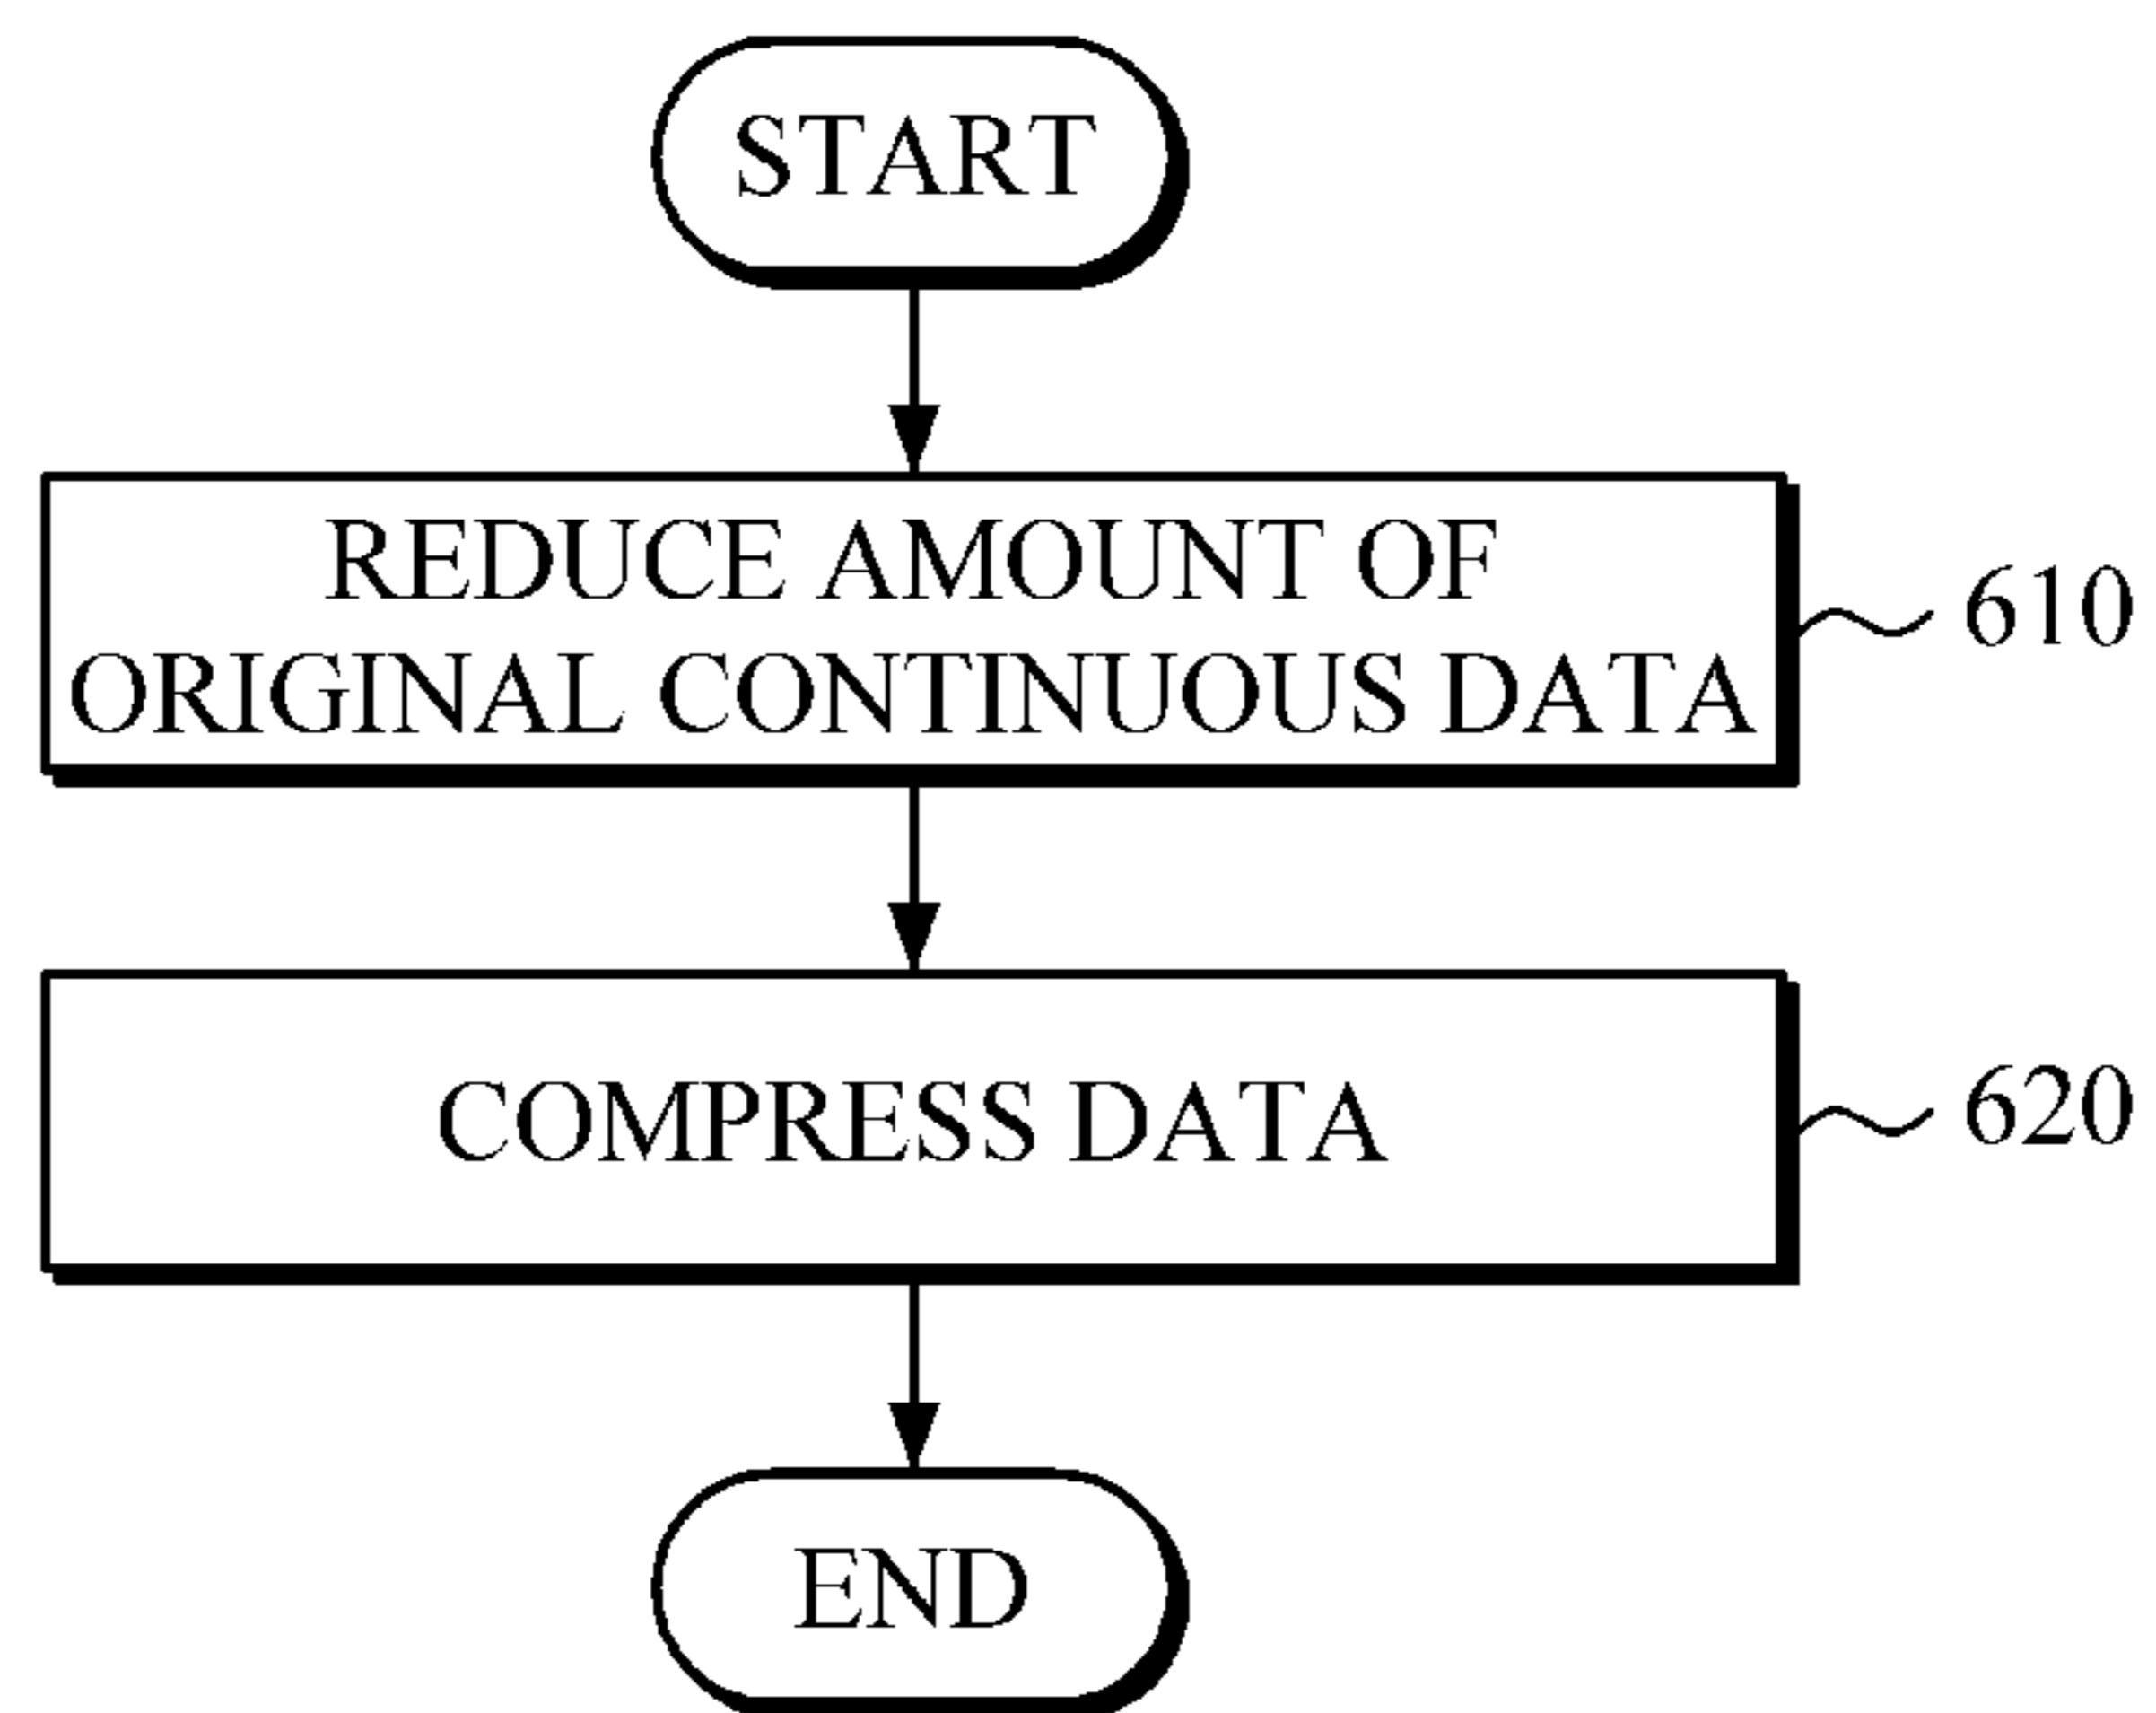 START
REDUCE AMOUNT OF
ORIGINAL CONTINUOUS DATA
610
COMPRESS DATA
620
END